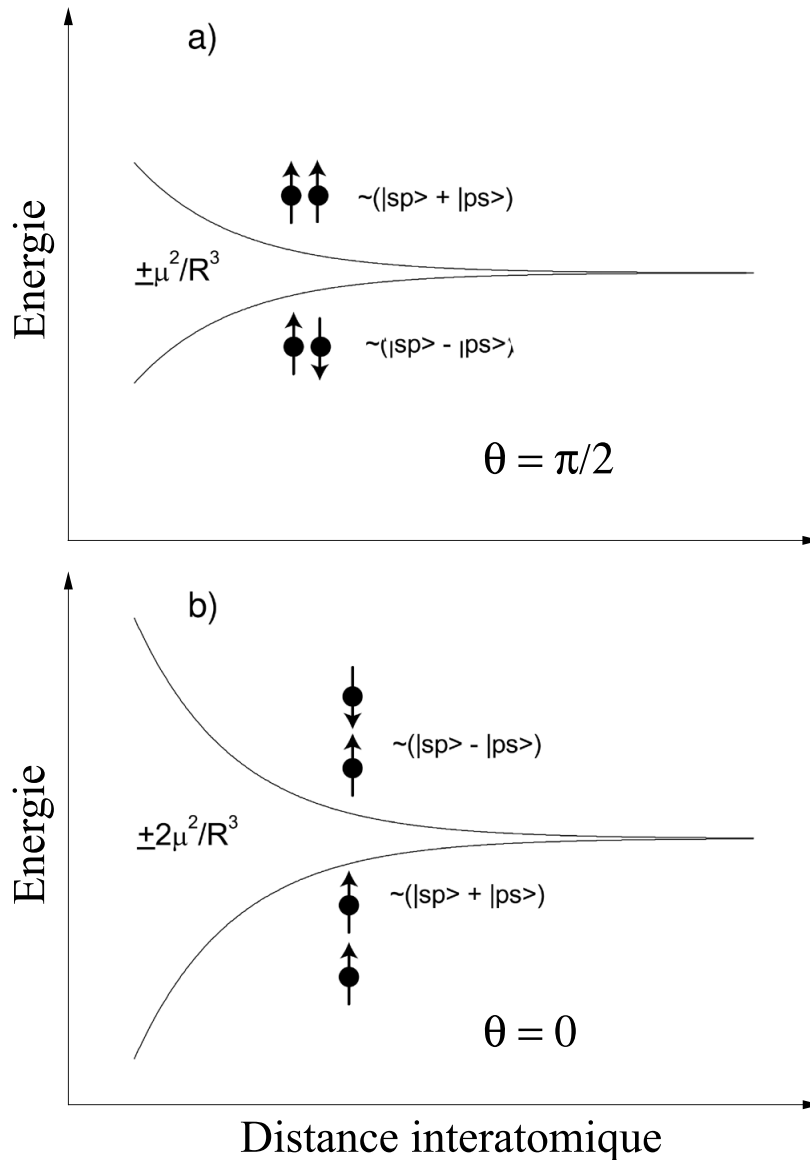 a)
Energie
~(|sp> + |ps>)
±μ²/R³
~(|sp> - |ps>)
θ = π/2
b)
Energie
~(|sp> - |ps>)
±2μ²/R³
~(|sp> + |ps>)
θ = 0
Distance interatomique